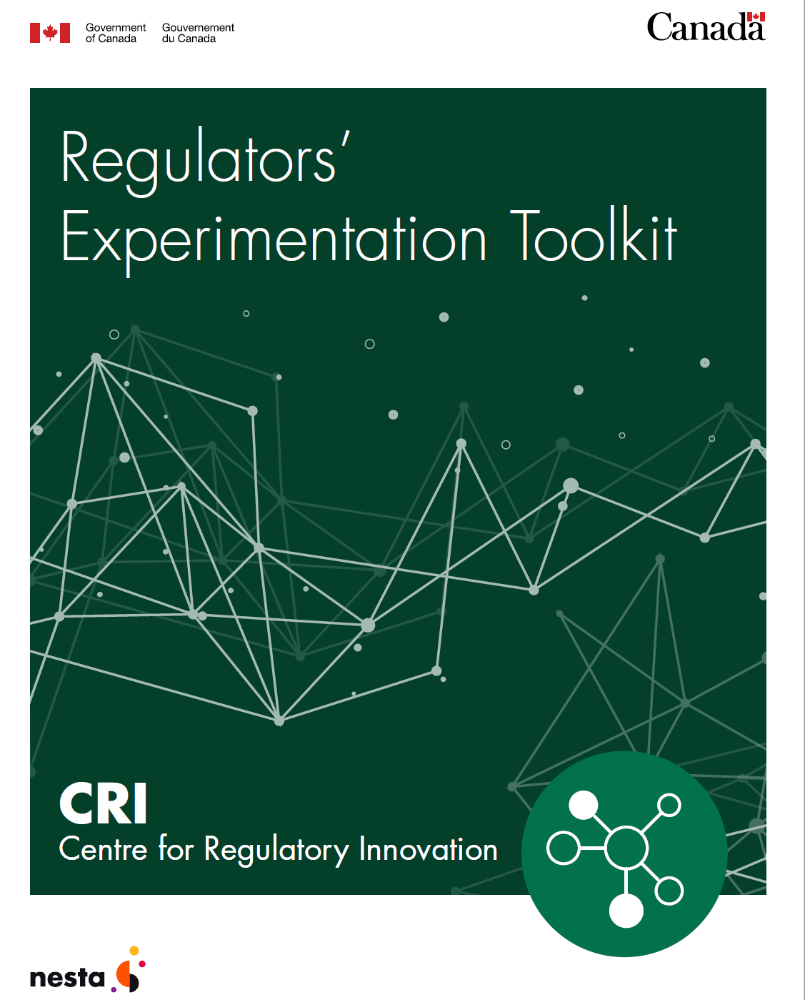 Government of Canada
Gouvernement du Canada
Canada
Regulators’
Experimentation Toolkit
CRI
Centre for Regulatory Innovation
nesta